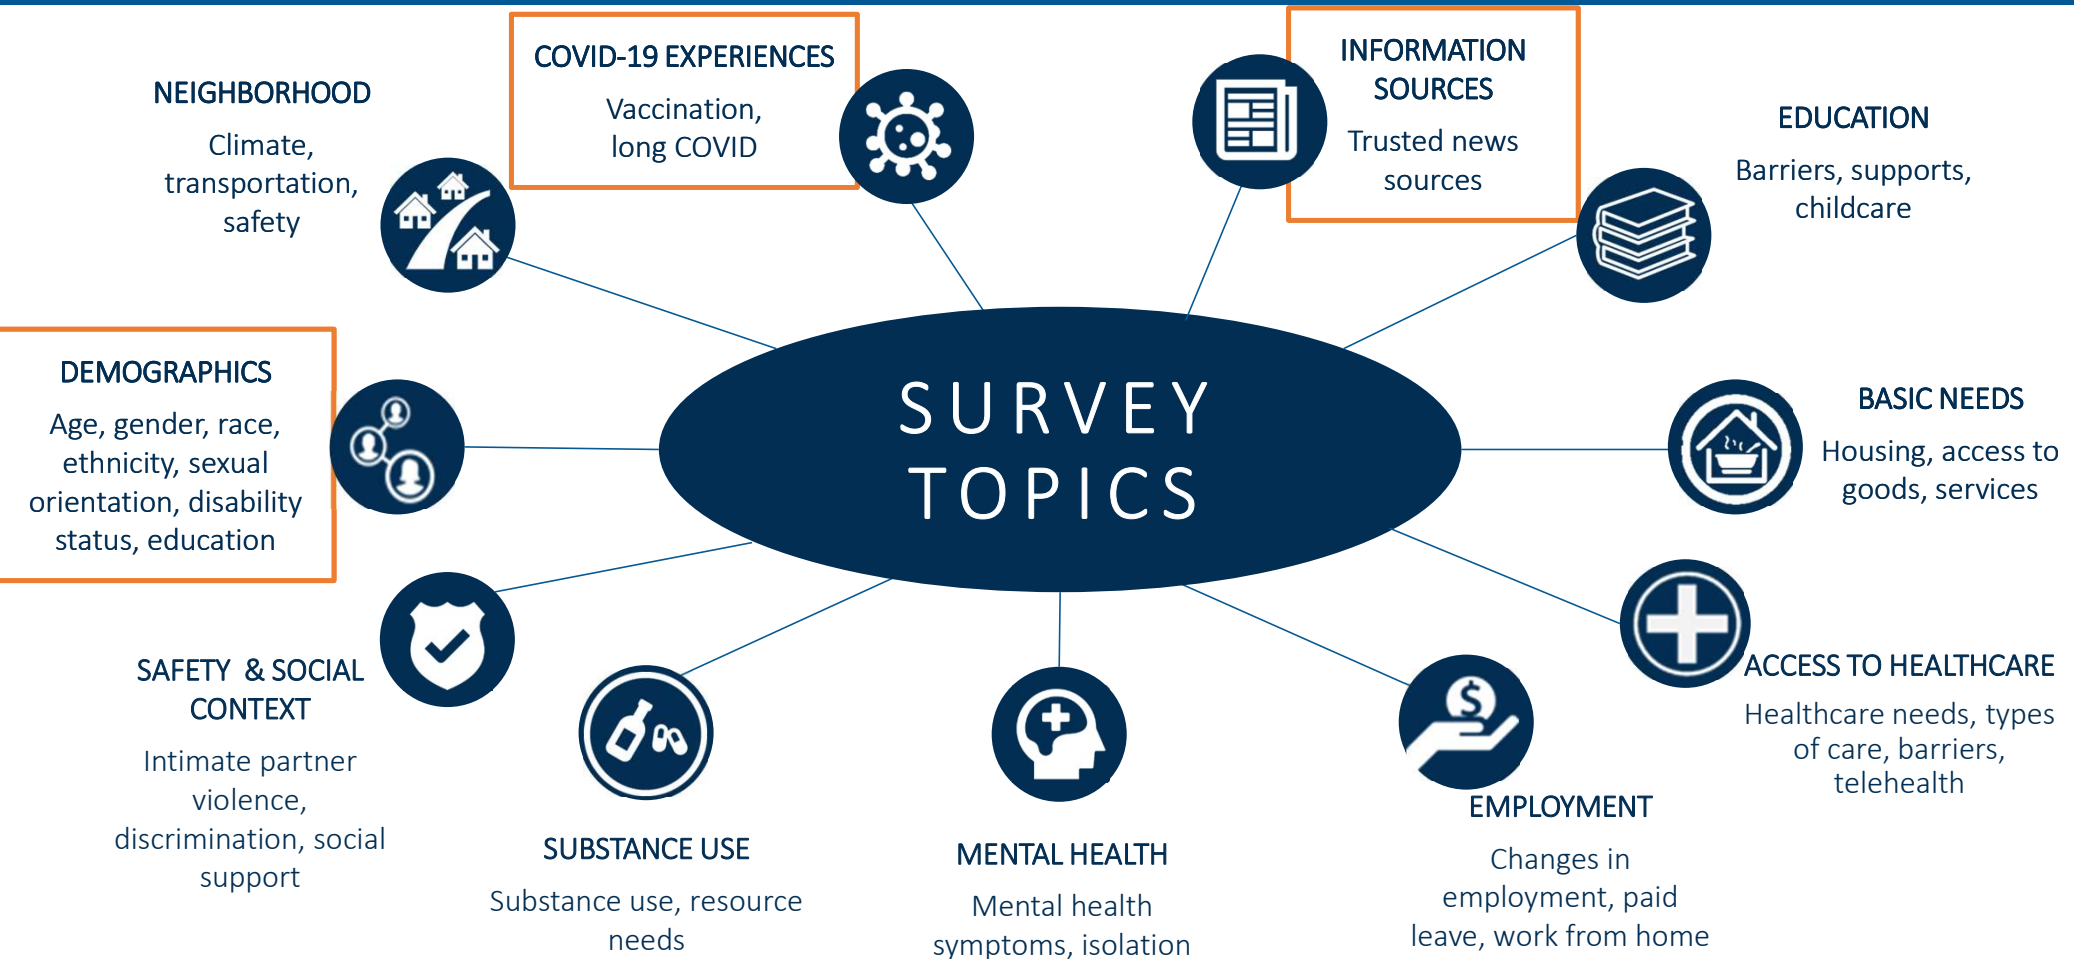 NEIGHBORHOOD
Climate,
transportation,
safety
COVID-19 EXPERIENCES
Vaccination,
long COVID
INFORMATION
SOURCES
Trusted news
sources
EDUCATION
Barriers, supports,
childcare
DEMOGRAPHICS
Age, gender, race,
ethnicity, sexual
orientation, disability
status, education
SURVEY
TOPICS
BASIC NEEDS
Housing, access to
goods, services
SAFETY & SOCIAL
CONTEXT
Intimate partner
violence,
discrimination, social
support
SUBSTANCE USE
Substance use, resource
needs
MENTAL HEALTH
Mental health
symptoms, isolation
$
EMPLOYMENT
Changes in
employment, paid
leave, work from home
ACCESS TO HEALTHCARE
Healthcare needs, types
of care, barriers,
telehealth